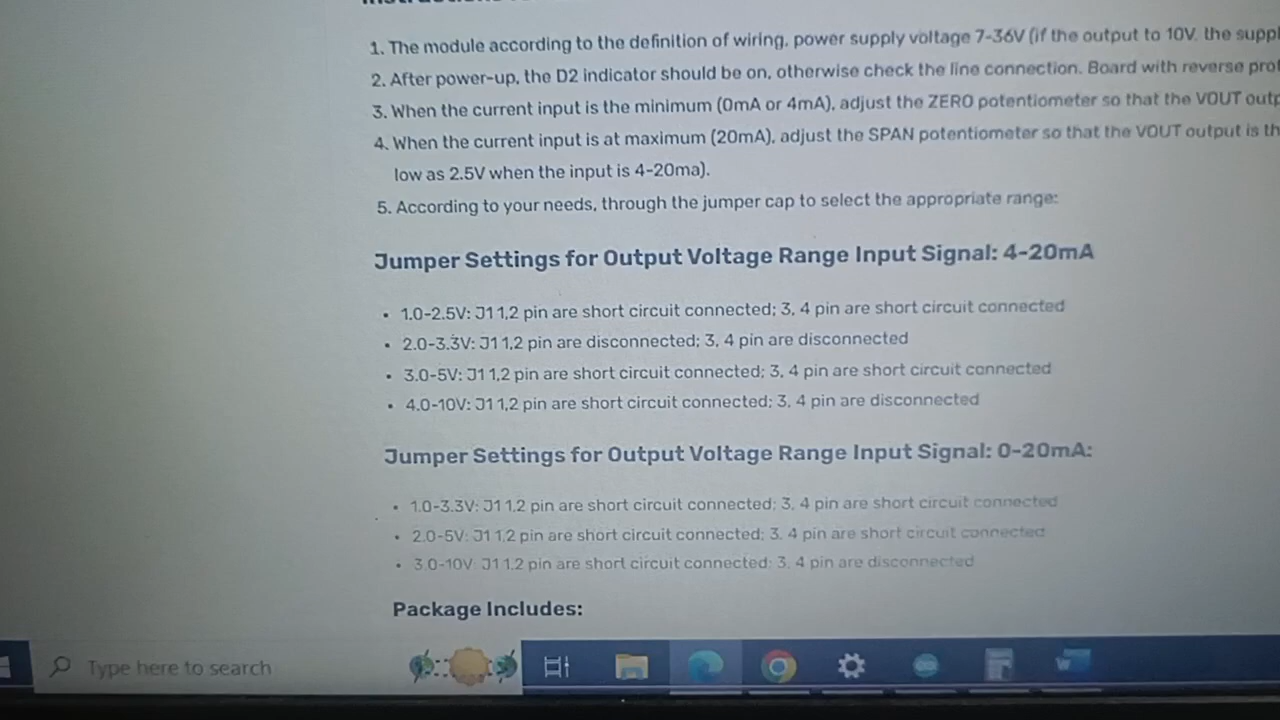 1. The module according to the definition of wiring, power supply voltage 7-36V (if the output to 10V, the
2. After power-up, the D2 indicator should be on, otherwise check the line connection. Board with reverse
3. When the current input is the minimum (0mA or 4mA), adjust the ZERO potentiometer so that the VOUT
4. When the current input is at maximum (20mA), adjust the SPAN potentiometer so that the VOUT output is
low as 2.5V when the input is 4-20ma).
5. According to your needs, through the jumper cap to select the appropriate range:
Jumper Settings for Output Voltage Range Input Signal: 4-20mA
• 1.0-2.5V: J1 1,2 pin are short circuit connected; 3, 4 pin are short circuit connected
• 2.0-3.3V: J1 1,2 pin are disconnected; 3, 4 pin are disconnected
• 3.0-5V: J1 1,2 pin are short circuit connected; 3, 4 pin are short circuit connected
• 4.0-10V: J1 1,2 pin are short circuit connected; 3, 4 pin are disconnected
Jumper Settings for Output Voltage Range Input Signal: 0-20mA:
• 1.0-3.3V: J1 1,2 pin are short circuit connected; 3, 4 pin are short circuit connected
• 2.0-5V: J1 1,2 pin are short circuit connected; 3, 4 pin are short circuit connected
• 3.0-10V: J1 1,2 pin are short circuit connected; 3, 4 pin are disconnected
Package Includes:
Type here to search